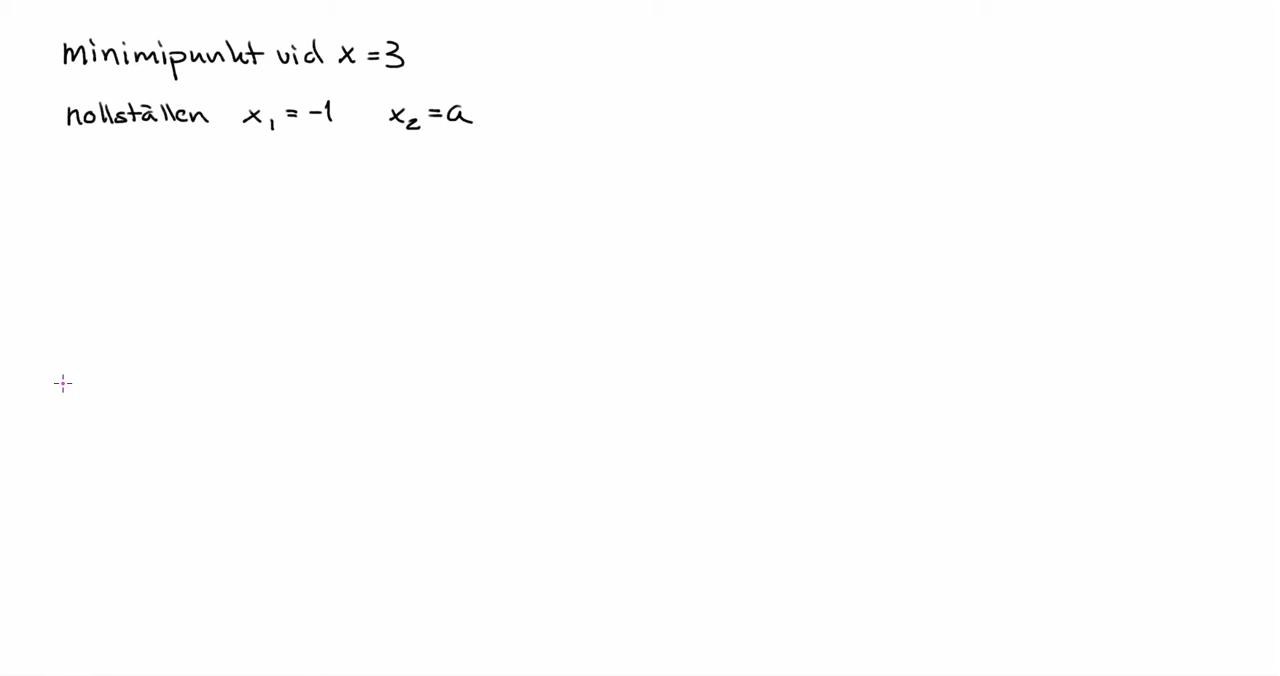 minimipunkt vid x = 3
nollställen x₁ = -1 x₂ = a